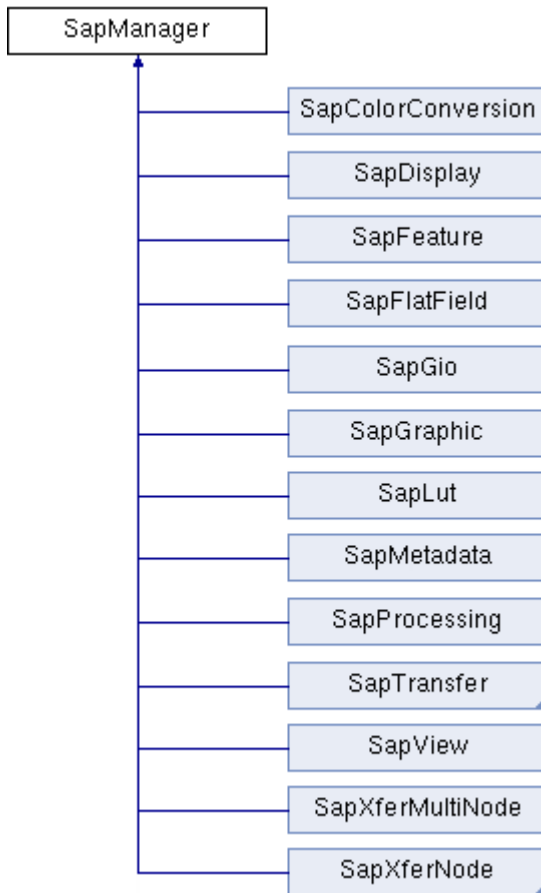 SapManager
SapColorConversion
SapDisplay
SapFeature
SapFlatField
SapGio
SapGraphic
SapLut
SapMetadata
SapProcessing
SapTransfer
SapView
SapXferMultiNode
SapXferNode